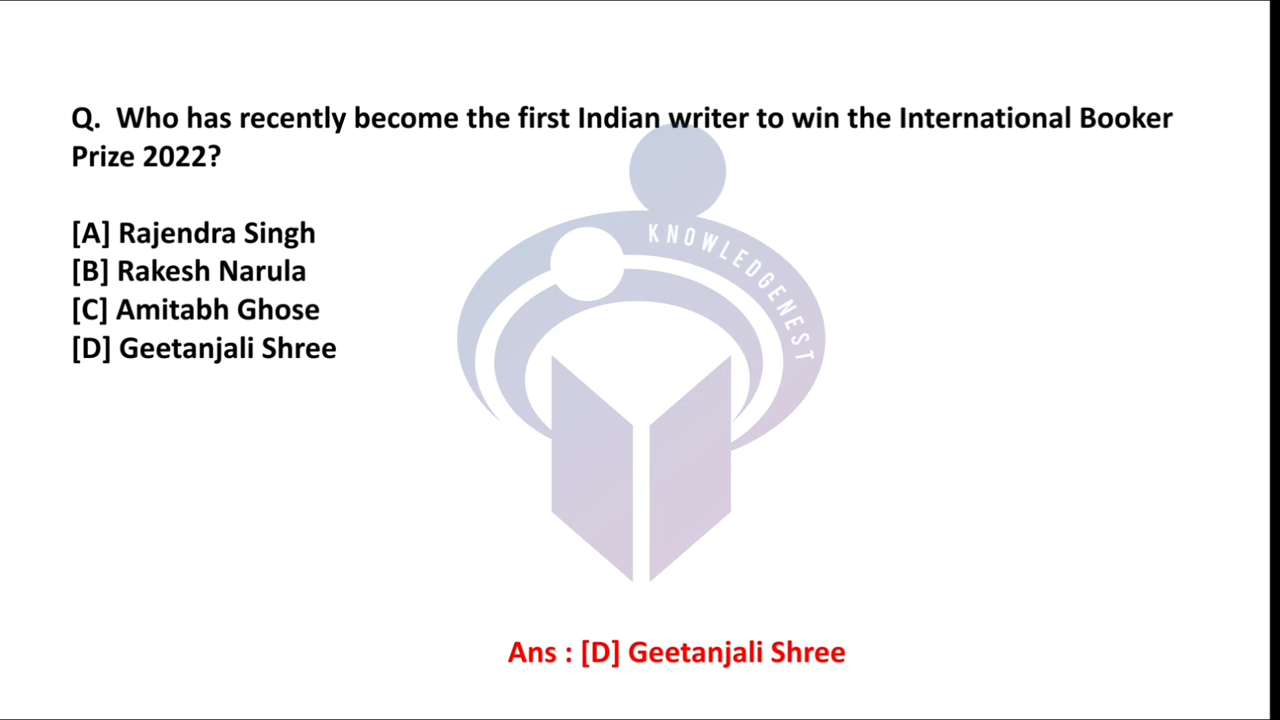 Q.  Who has recently become the first Indian writer to win the International Booker
Prize 2022?
[A] Rajendra Singh
[B] Rakesh Narula
[C] Amitabh Ghose
[D] Geetanjali Shree
KNOWLEDGENEST
Ans : [D] Geetanjali Shree